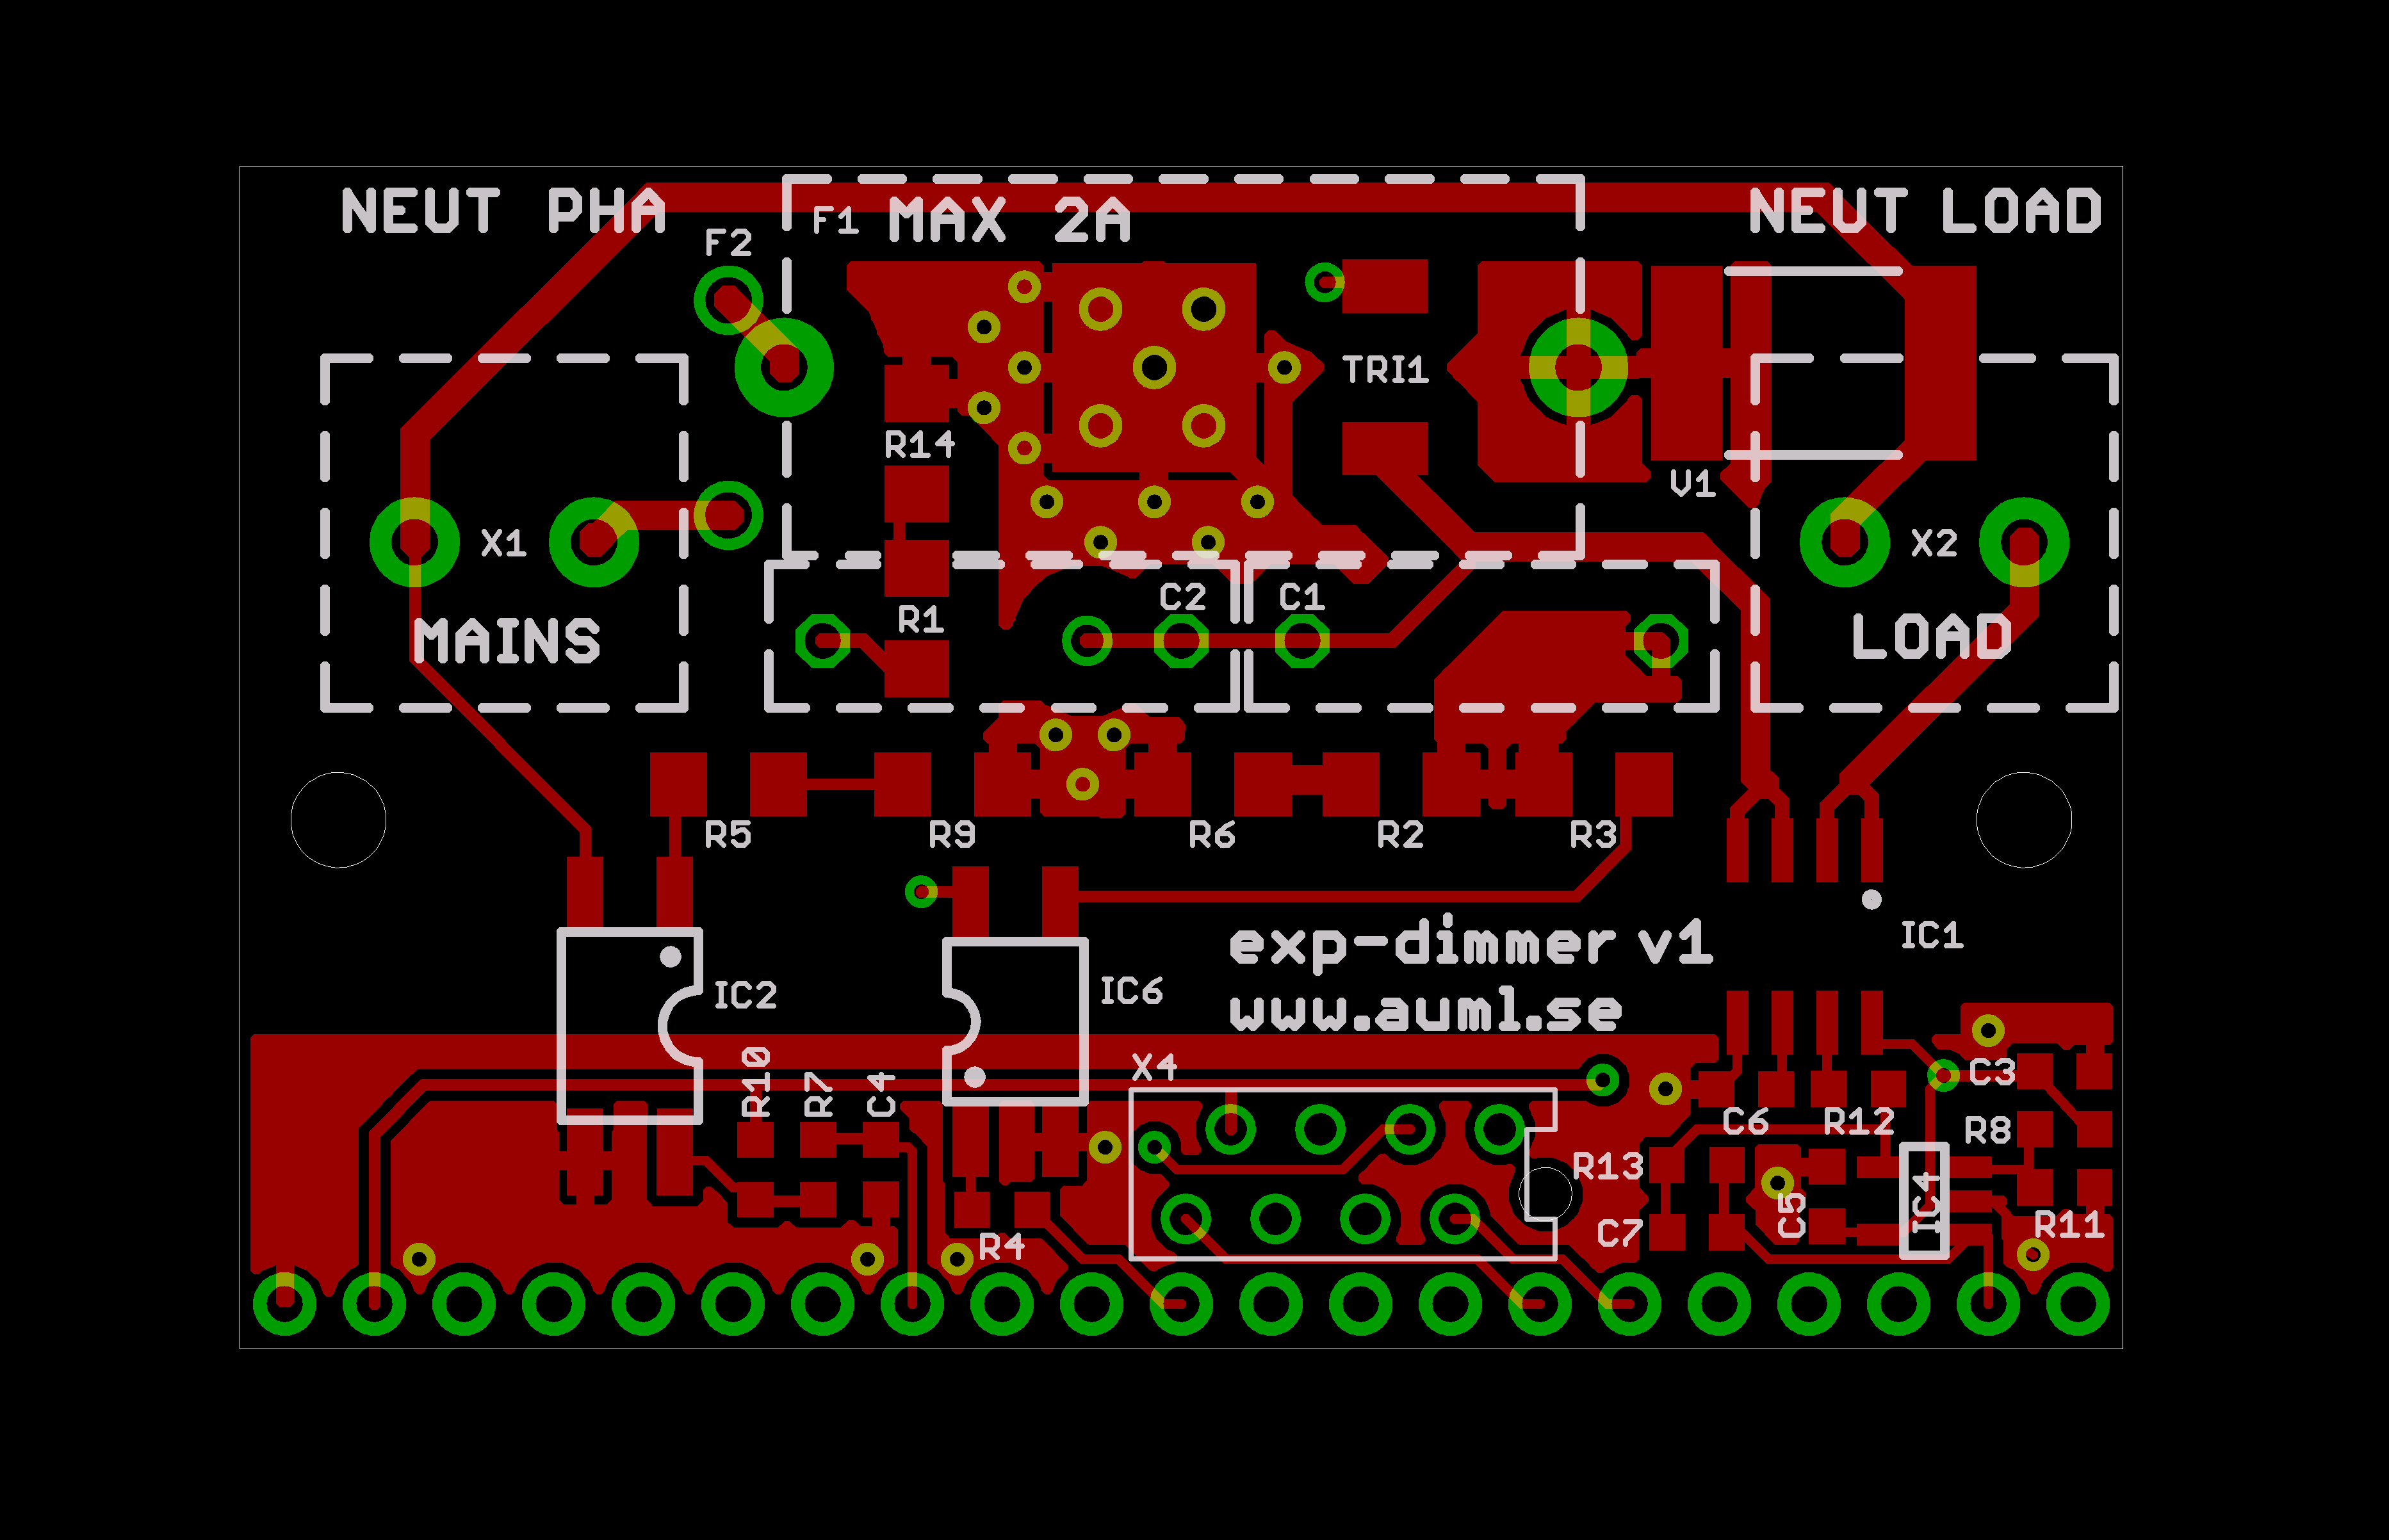 NEUT PHA
F1
MAX 2A
NEUT LOAD
F2
TRI1
R14
V1
X1
X2
C2
C1
R1
MAINS
LOAD
R5
R9
R6
R2
R3
exp-dimmer v1
IC1
IC2
IC6
www.auml.se
R10
R7
C4
X4
C3
C6
R12
R8
R13
C5
IC4
C7
R11
R4